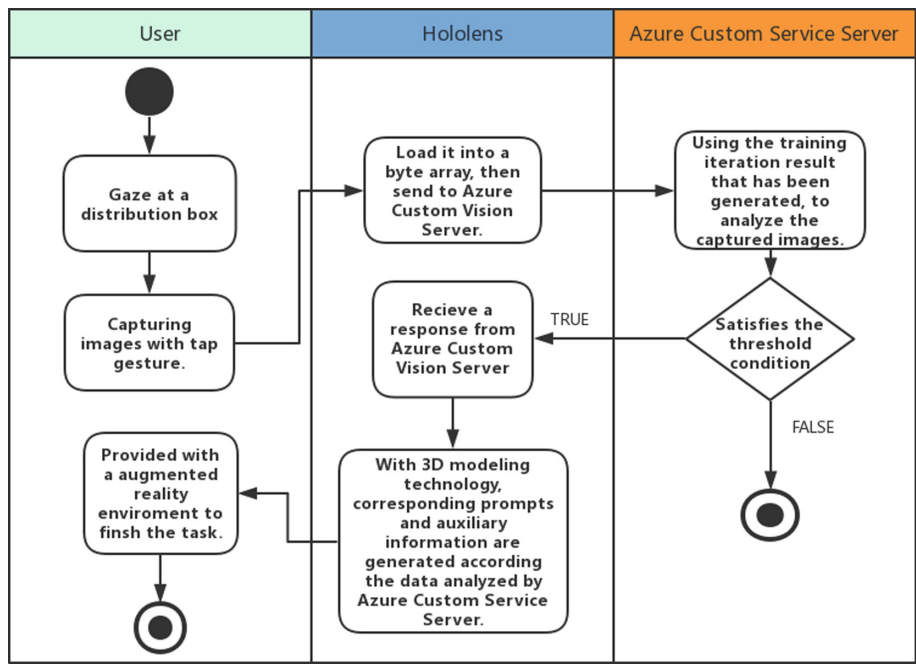 User
Hololens
Azure Custom Service Server
Gaze at a
distribution box
Capturing
images with tap
gesture.
Load it into a
byte array, then
send to Azure
Custom Vision
Server.
Using the training
iteration result
that has been
generated, to
analyze the
captured images.
Satisfies the
threshold
condition
TRUE
FALSE
Recieve a
response from
Azure Custom
Vision Server
With 3D modeling
technology,
corresponding prompts
and auxiliary
information are
generated according
the data analyzed by
Azure Custom Service
Server.
Provided with
a augmented
reality
enviroment to
finsh the task.